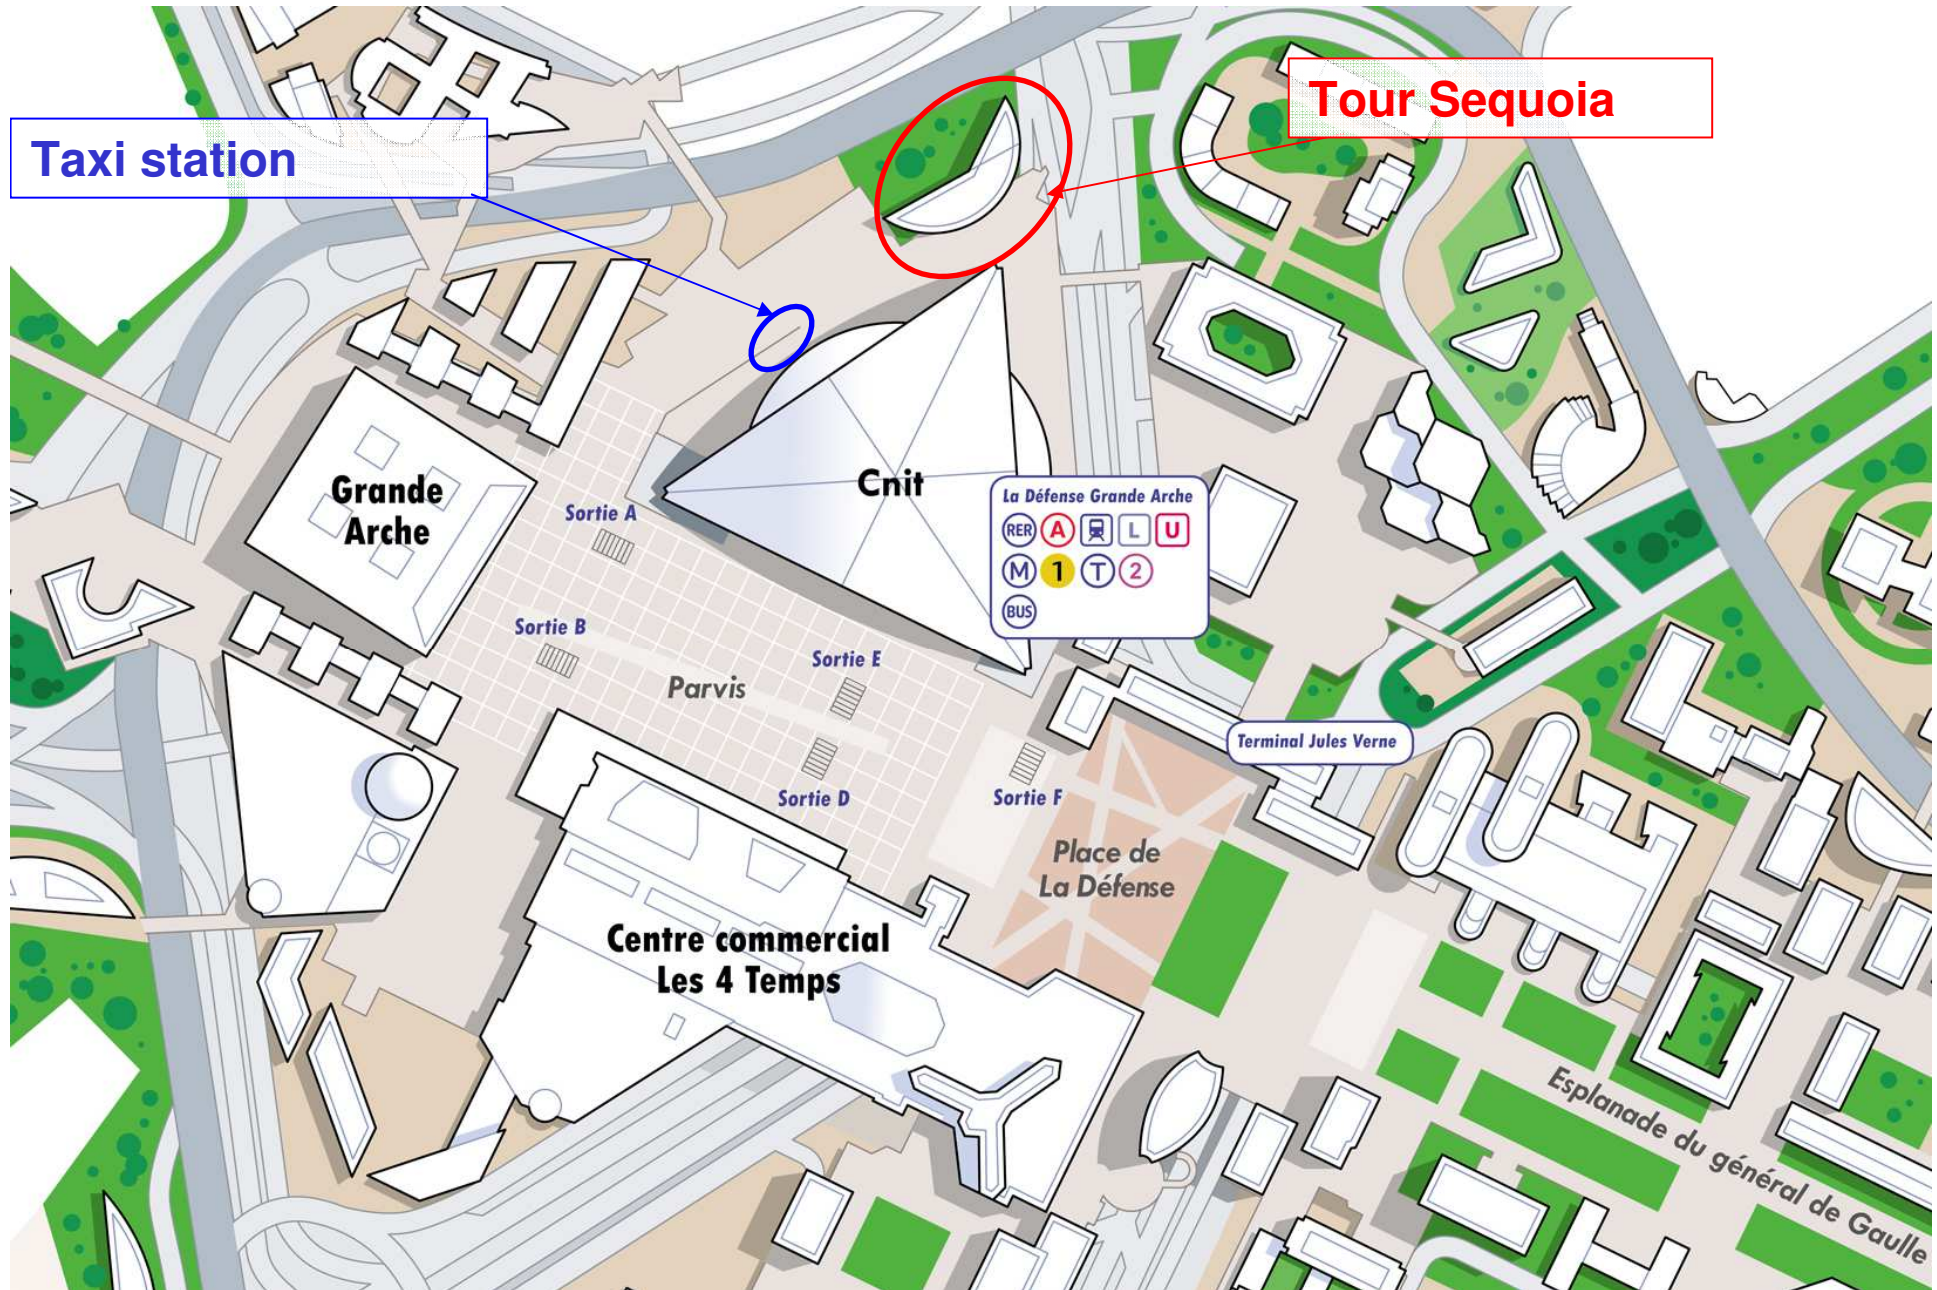 Tour Sequoia
Taxi station
Grande
Arche
Cnit
La Défense Grande Arche
RER A L U
M 1 T 2
BUS
Sortie A
Sortie B
Sortie E
Parvis
Terminal Jules Verne
Sortie D
Sortie F
Place de
La Défense
Centre commercial
Les 4 Temps
Esplanade du général de Gaulle